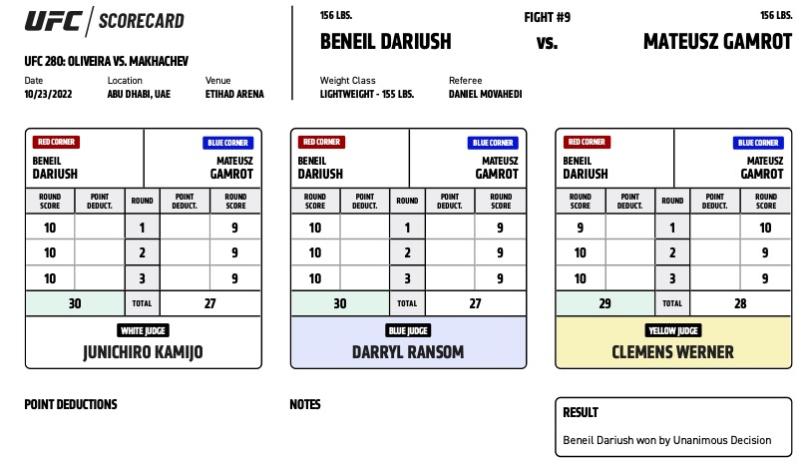 UFC / SCORECARD
UFC 280: OLIVEIRA VS. MAKHACHEV
Date Location Venue
10/23/2022 ABU DHABI, UAE ETIHAD ARENA
156 LBS. FIGHT #9 156 LBS.
BENEIL DARIUSH VS. MATEUSZ GAMROT
Weight Class Referee
LIGHTWEIGHT - 155 LBS. DANIEL MOVAHEDI
RED CORNER BLUE CORNER
BENEIL MATEUSZ
DARIUSH GAMROT
ROUND SCORE POINT DEDUCT. ROUND POINT DEDUCT. ROUND SCORE
10 1 9
10 2 9
10 3 9
30 TOTAL 27
WHITE JUDGE
JUNICHIRO KAMIJO
RED CORNER BLUE CORNER
BENEIL MATEUSZ
DARIUSH GAMROT
ROUND SCORE POINT DEDUCT. ROUND POINT DEDUCT. ROUND SCORE
10 1 9
10 2 9
10 3 9
30 TOTAL 27
BLUE JUDGE
DARRYL RANSOM
RED CORNER BLUE CORNER
BENEIL MATEUSZ
DARIUSH GAMROT
ROUND SCORE POINT DEDUCT. ROUND POINT DEDUCT. ROUND SCORE
9 1 10
10 2 9
10 3 9
29 TOTAL 28
YELLOW JUDGE
CLEMENS WERNER
POINT DEDUCTIONS
NOTES
RESULT
Beneil Dariush won by Unanimous Decision